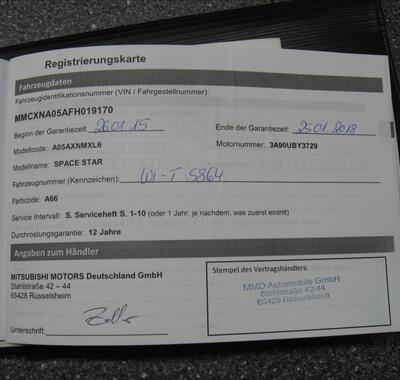 Registrierungskarte
Fahrzeugdaten
Fahrzeugidentifikationsnummer (VIN / Fahrgestellnummer):
MMCXNA05AFH019170
Beginn der Garantiezeit: 26.01.15 Ende der Garantiezeit: 25.01.2018
Modellcode: A05AXNMXL6 Motornummer: 3A90UBY3729
Modellname: SPACE STAR
Fahrzeugnummer (Kennzeichen): WI-T 5864
Farbcode: A66
Service Intervall: S. Serviceheft S. 1-10 (oder 1 Jahr, je nachdem, was zuerst eintritt)
Durchrostungsgarantie: 12 Jahre
Angaben zum Händler
MITSUBISHI MOTORS Deutschland GmbH
Stahlstraße 42 – 44
65428 Rüsselsheim
Unterschrift:
Stempel des Vertragshändlers:
MMD Automobile GmbH
Stahlstraße 42-44
65428 Rüsselsheim